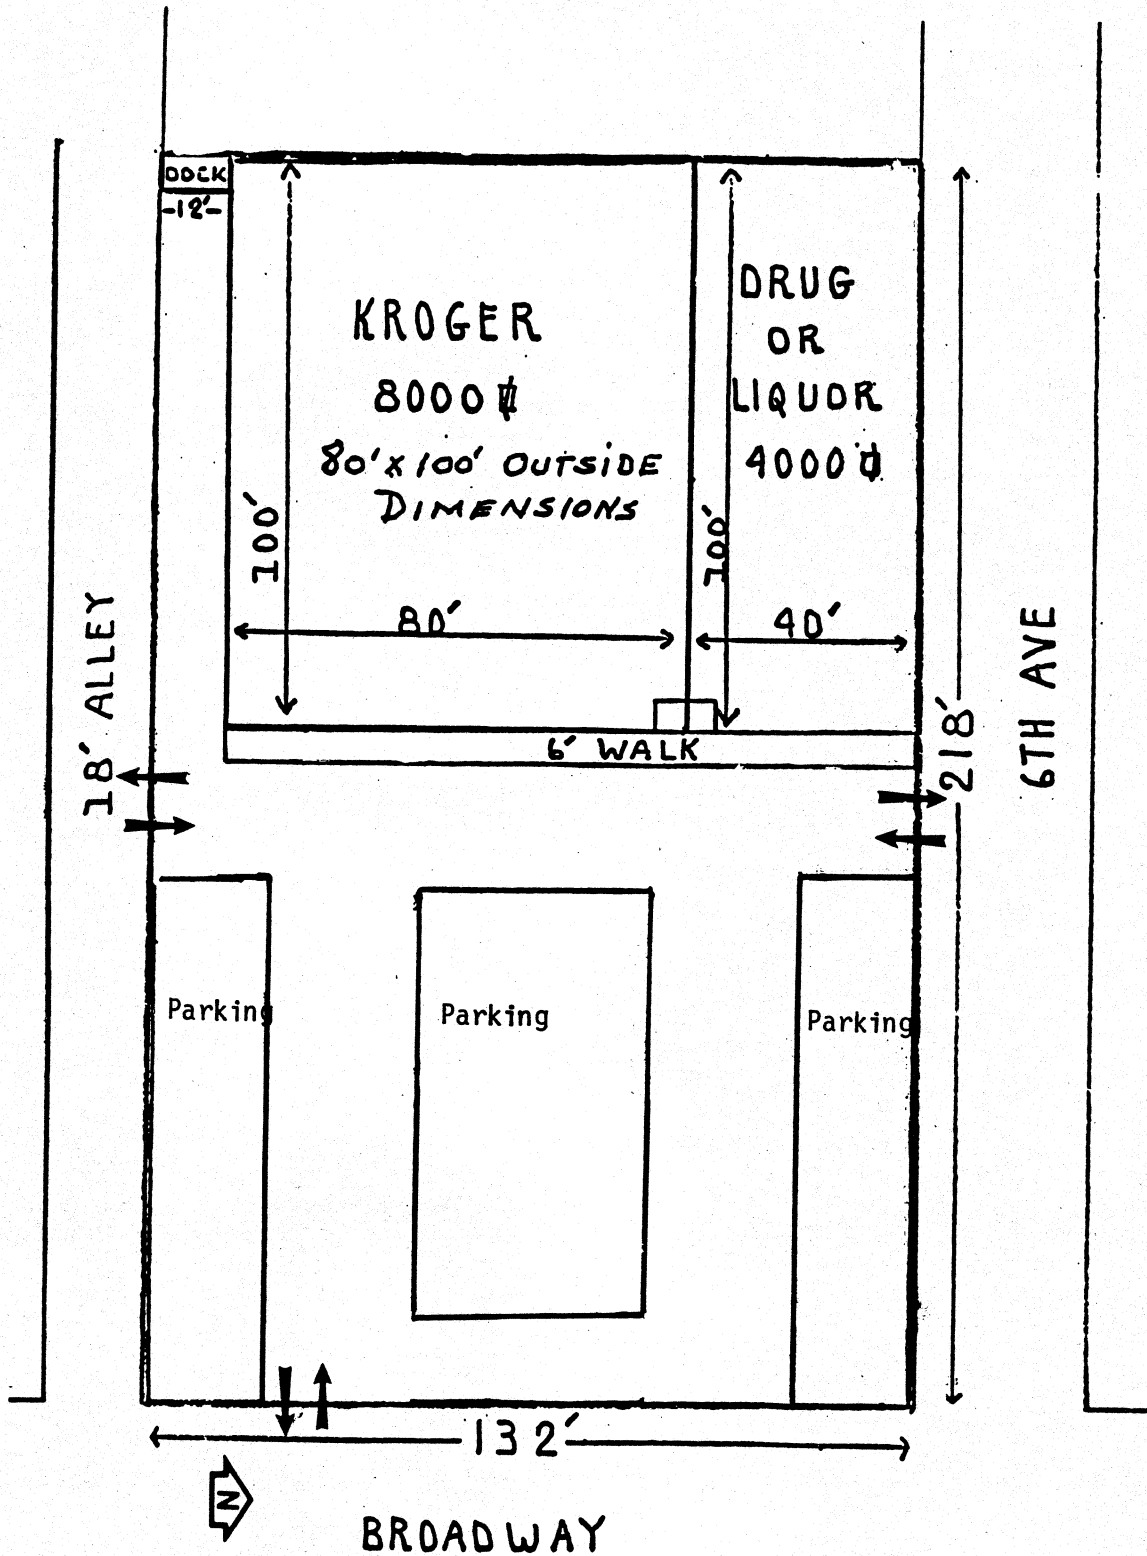 DOCK
-12'-
KROGER
8000 ⌷
80' X 100' OUTSIDE
DIMENSIONS
100'
80'
DRUG
OR
LIQUOR
4000 ⌷
100'
40'
6' WALK
18' ALLEY
218'
6TH AVE
Parking
Parking
Parking
132'
N
BROADWAY